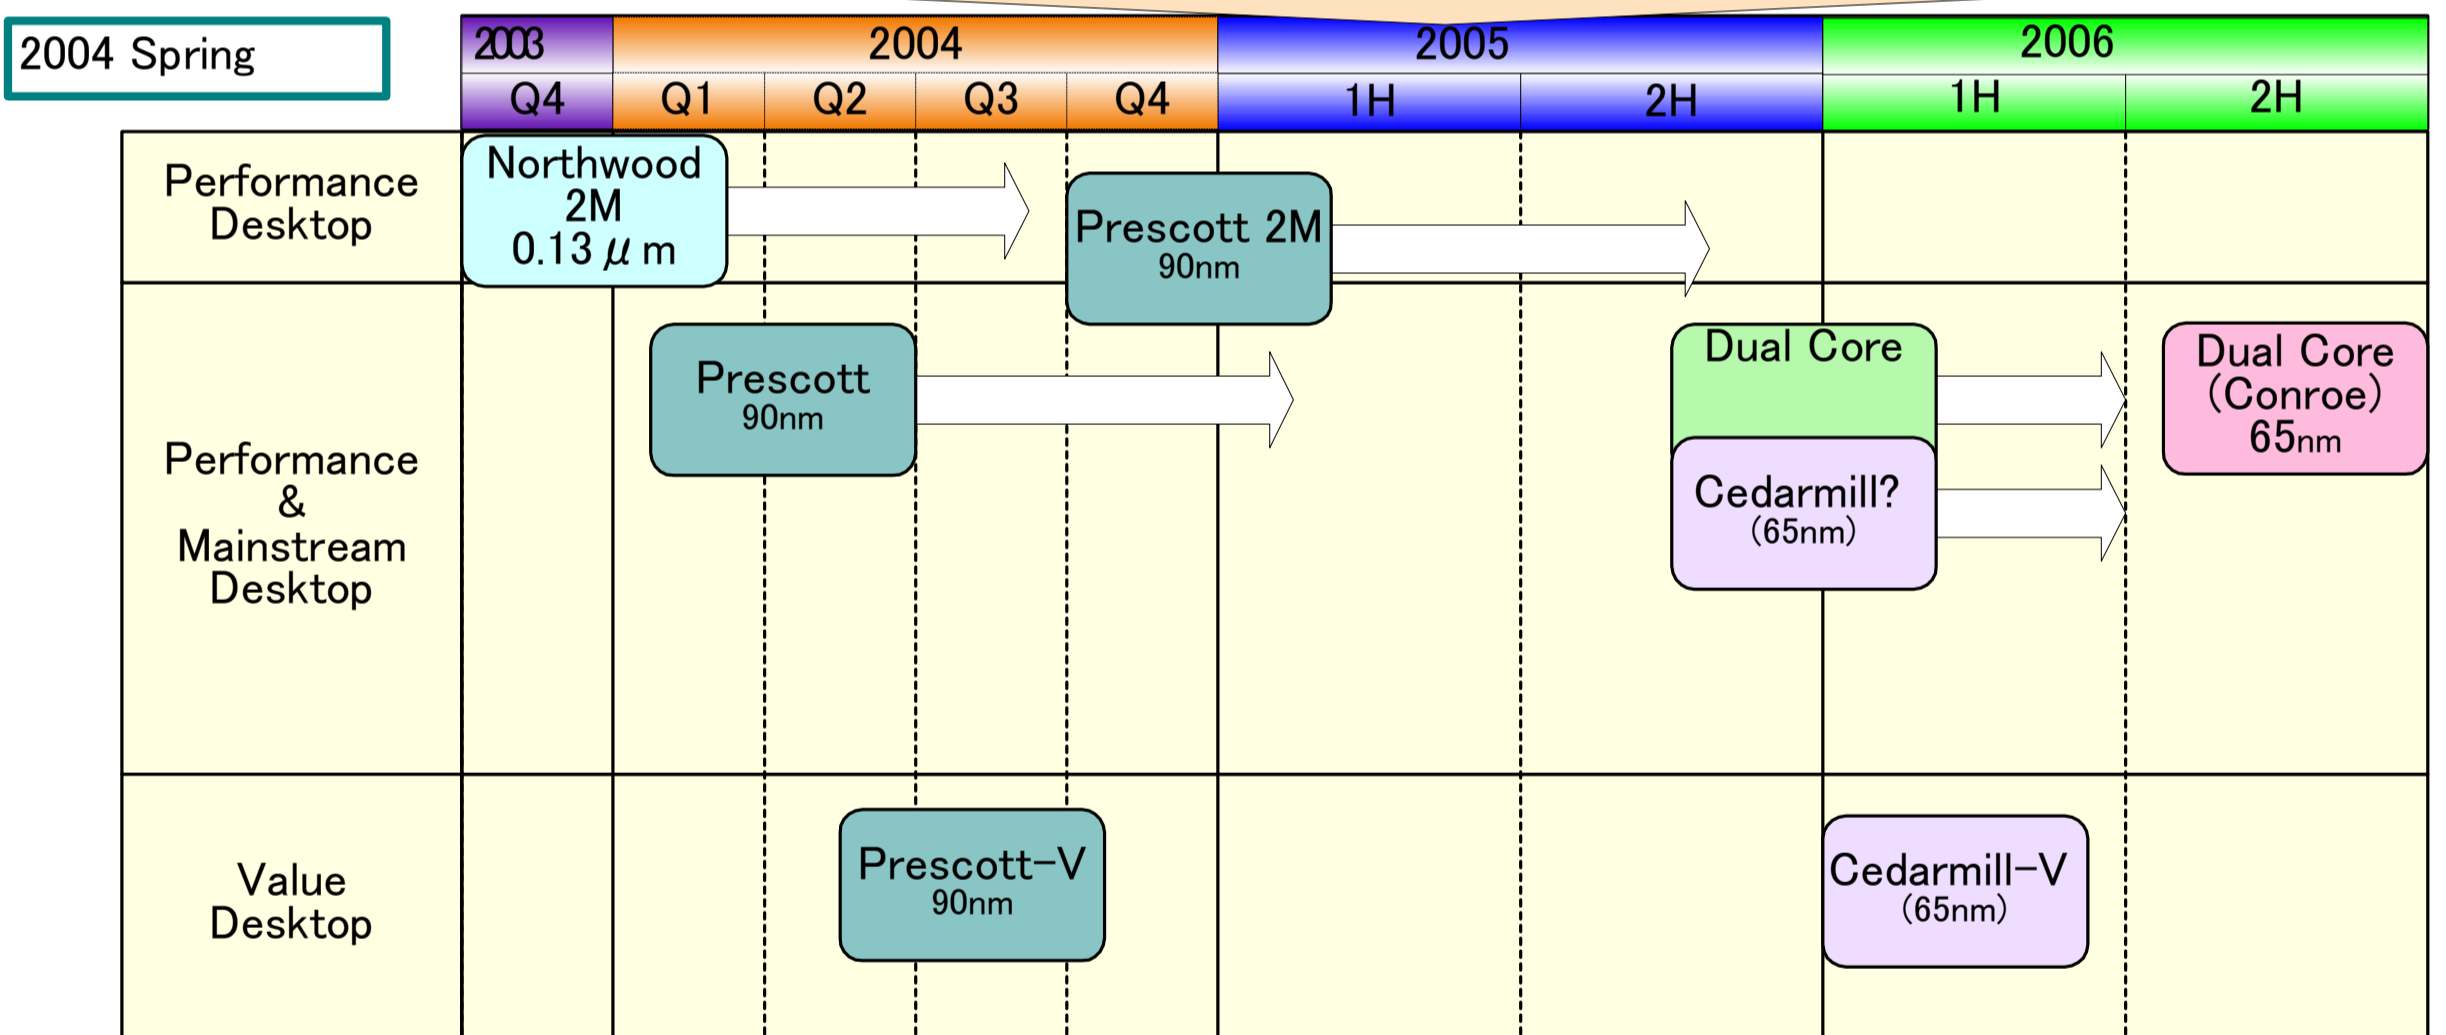 2004 Spring
2003
2004
2005
2006
Q4
Q1
Q2
Q3
Q4
1H
2H
1H
2H
Performance
Desktop
Northwood
2M
0.13μm
Prescott 2M
90nm
Performance
&
Mainstream
Desktop
Prescott
90nm
Dual Core
Cedarmill?
(65nm)
Dual Core
(Conroe)
65nm
Value
Desktop
Prescott-V
90nm
Cedarmill-V
(65nm)